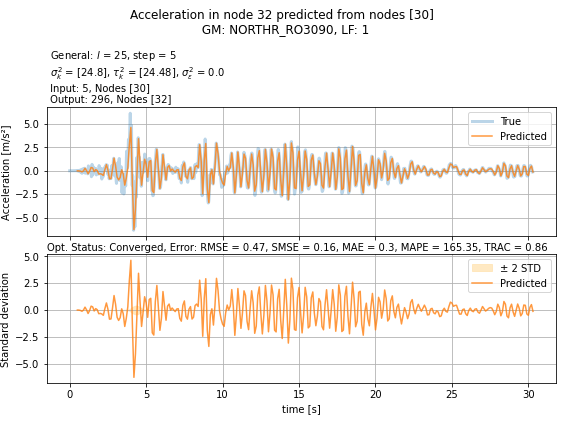 Acceleration in node 32 predicted from nodes [30]
GM: NORTHR_RO3090, LF: 1
General: l = 25, step = 5
σ²ₖ = [24.8], τ²ₖ = [24.48], σ²ₑ = 0.0
Input: 5, Nodes [30]
Output: 296, Nodes [32]
Acceleration [m/s²]
5.0
2.5
0.0
−2.5
−5.0
True
Predicted
Opt. Status: Converged, Error: RMSE = 0.47, SMSE = 0.16, MAE = 0.3, MAPE = 165.35, TRAC = 0.86
Standard deviation
5.0
2.5
0.0
−2.5
−5.0
± 2 STD
Predicted
0 5 10 15 20 25 30
time [s]